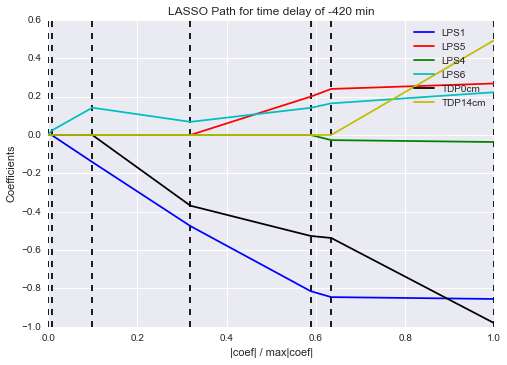 LASSO Path for time delay of -420 min
0.6
0.4
0.2
0.0
−0.2
−0.4
−0.6
−0.8
−1.0
Coefficients
LPS1
LPS5
LPS4
LPS6
TDP0cm
TDP14cm
0.0 0.2 0.4 0.6 0.8 1.0
|coef| / max|coef|